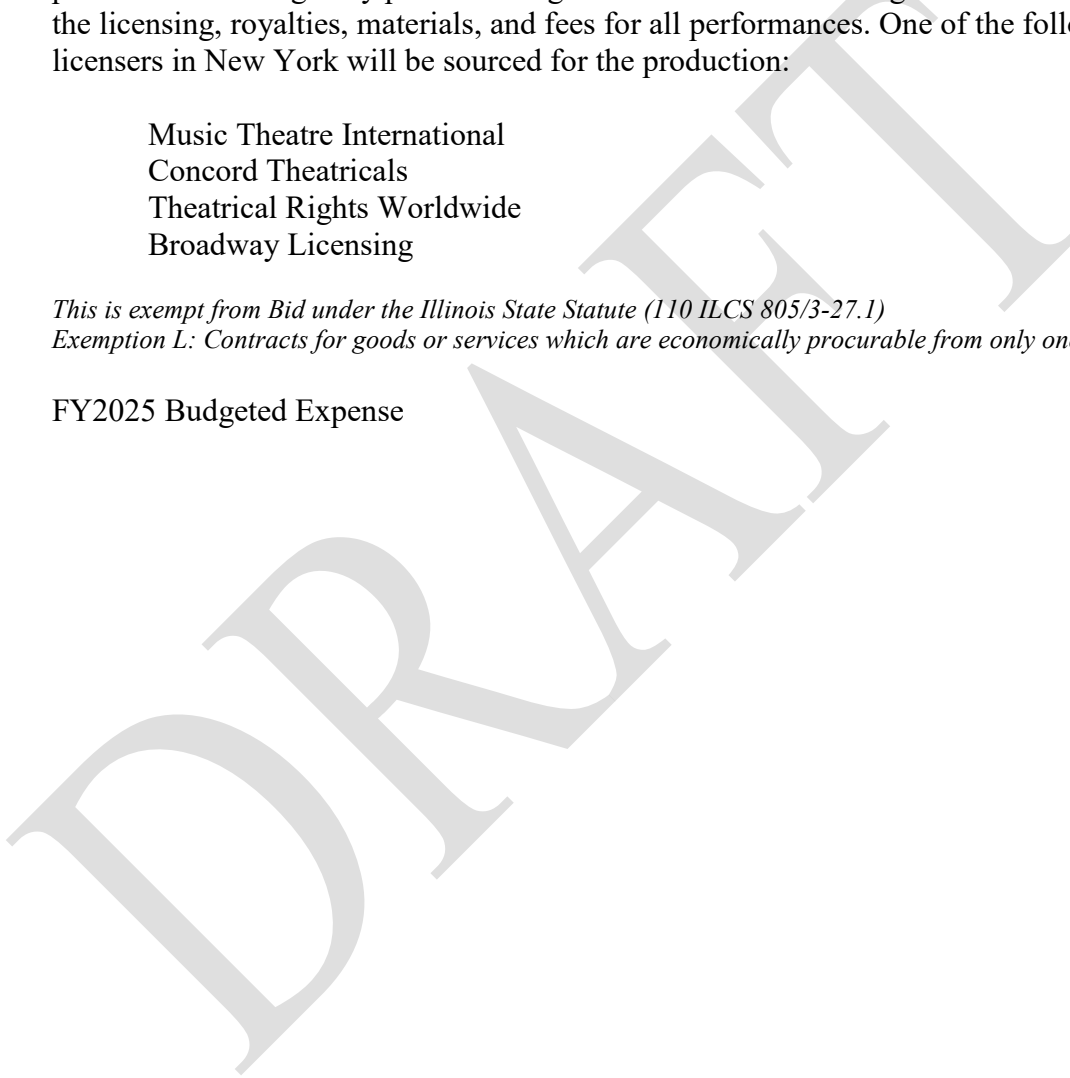 the licensing, royalties, materials, and fees for all performances. One of the
licensers in New York will be sourced for the production:
Music Theatre International
Concord Theatricals
Theatrical Rights Worldwide
Broadway Licensing
This is exempt from Bid under the Illinois State Statute (110 ILCS 805/3-27.1)
Exemption L: Contracts for goods or services which are economically procurable from only
FY2025 Budgeted Expense
DRAFT